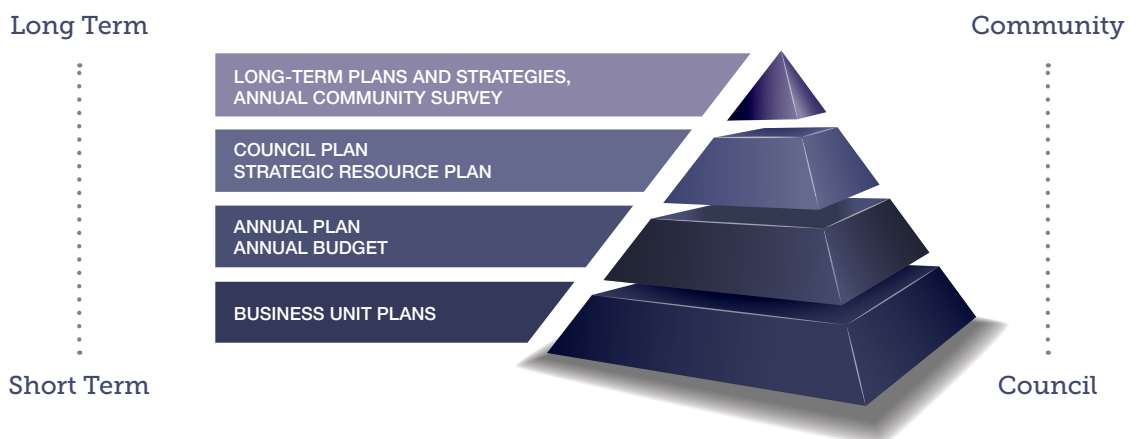 Long Term
Community
LONG-TERM PLANS AND STRATEGIES,
ANNUAL COMMUNITY SURVEY
COUNCIL PLAN
STRATEGIC RESOURCE PLAN
ANNUAL PLAN
ANNUAL BUDGET
BUSINESS UNIT PLANS
Short Term
Council